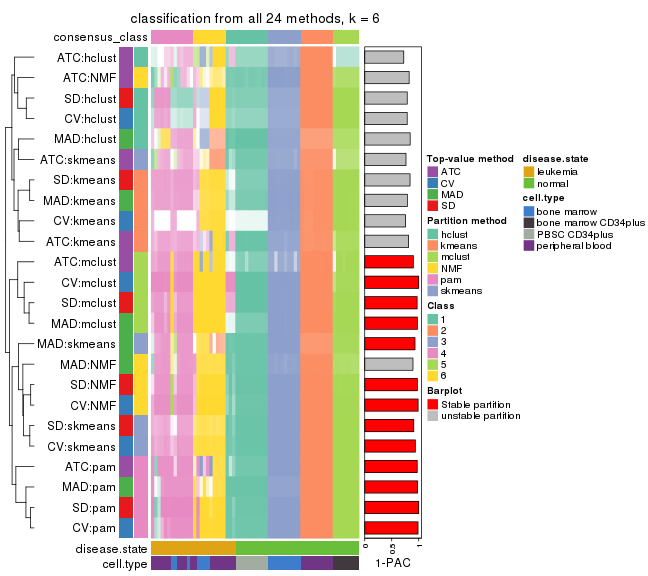 classification from all 24 methods, k = 6
consensus_class
ATC:hclust
ATC:NMF
SD:hclust
CV:hclust
MAD:hclust
ATC:skmeans
SD:kmeans
MAD:kmeans
CV:kmeans
ATC:kmeans
ATC:mclust
CV:mclust
SD:mclust
MAD:mclust
MAD:skmeans
MAD:NMF
SD:NMF
CV:NMF
SD:skmeans
CV:skmeans
ATC:pam
MAD:pam
SD:pam
CV:pam
disease.state
cell.type
0
0.5
1
1-PAC
Top-value method
ATC
CV
MAD
SD
Partition method
hclust
kmeans
mclust
NMF
pam
skmeans
Class
1
2
3
4
5
6
Barplot
Stable partition
unstable partition
disease.state
leukemia
normal
cell.type
bone marrow
bone marrow CD34plus
PBSC CD34plus
peripheral blood